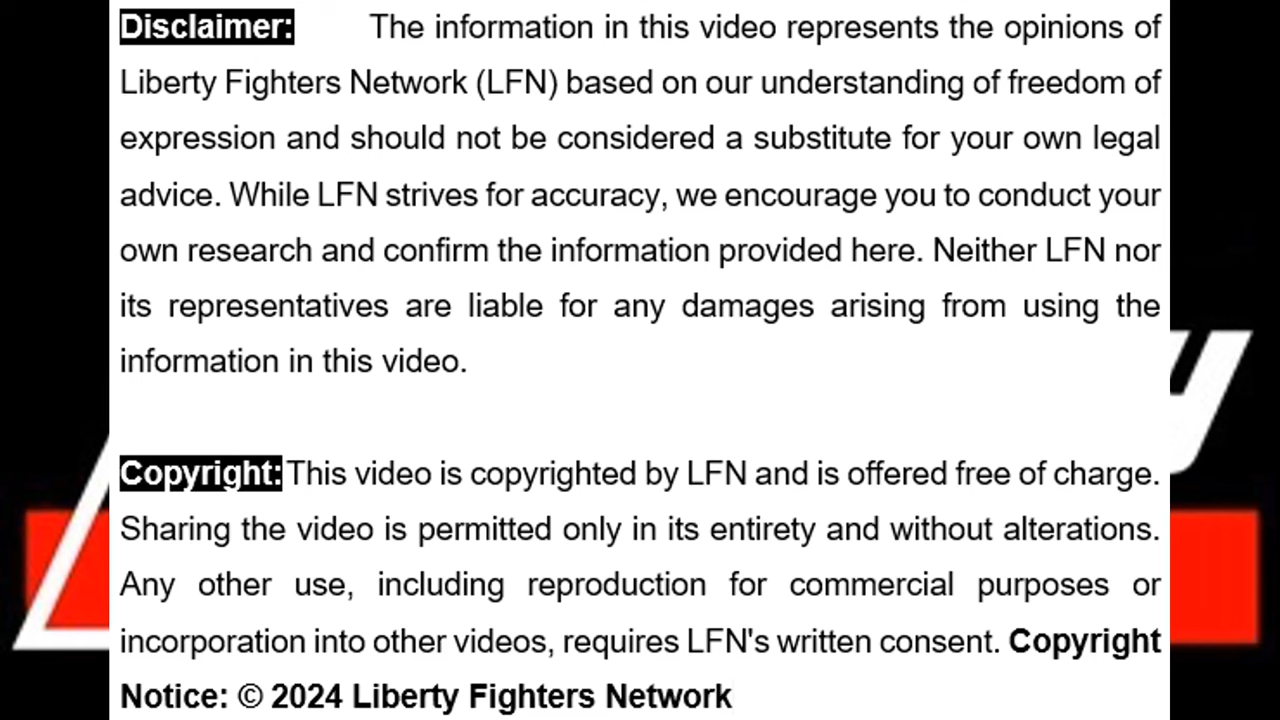 Disclaimer: The information in this video represents the opinions of
Liberty Fighters Network (LFN) based on our understanding of freedom of
expression and should not be considered a substitute for your own legal
advice. While LFN strives for accuracy, we encourage you to conduct your
own research and confirm the information provided here. Neither LFN nor
its representatives are liable for any damages arising from using the
information in this video.
Copyright: This video is copyrighted by LFN and is offered free of charge.
Sharing the video is permitted only in its entirety and without alterations.
Any other use, including reproduction for commercial purposes or
incorporation into other videos, requires LFN's written consent. Copyright
Notice: © 2024 Liberty Fighters Network